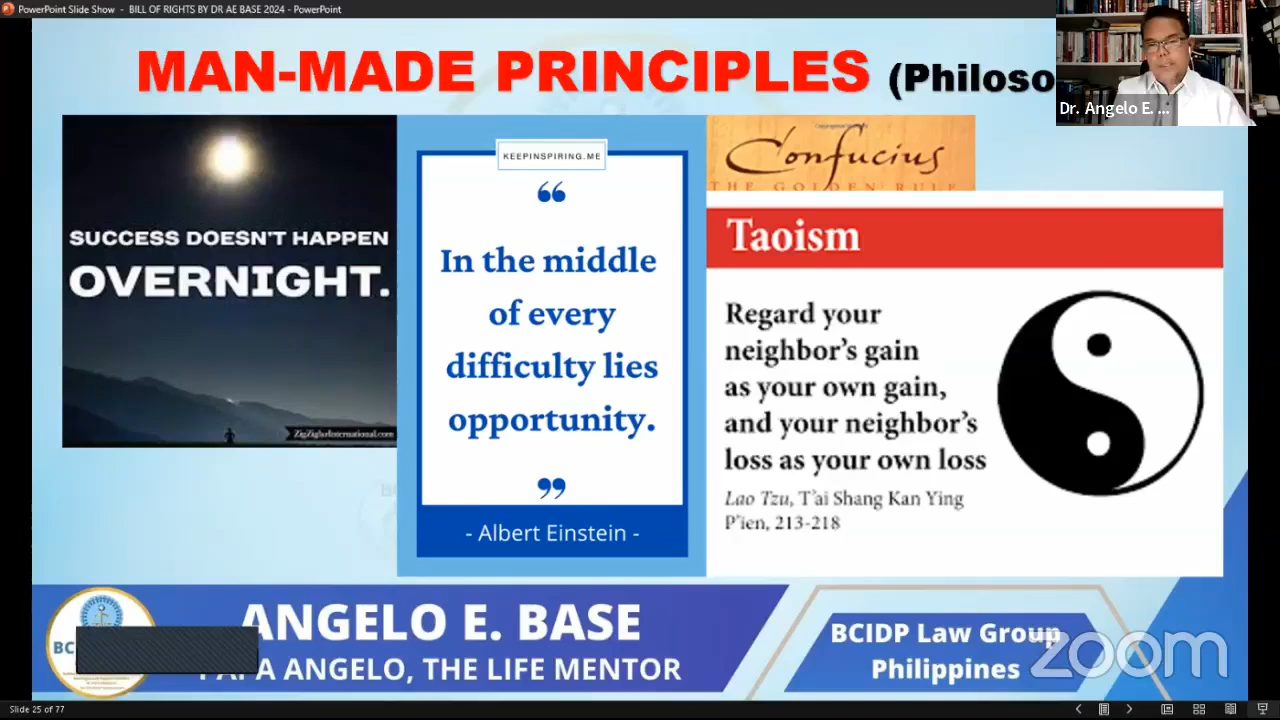 PowerPoint Slide Show - BILL OF RIGHTS BY DR AE BASE 2024 - PowerPoint
MAN-MADE PRINCIPLES (Philoso
Dr. Angelo E. ...
SUCCESS DOESN'T HAPPEN
OVERNIGHT.
ZigZiglarInternational.com
KEEPINSPIRING.ME
“
In the middle
of every
difficulty lies
opportunity.
”
- Albert Einstein -
Confucius
THE GOLDEN RULE
Taoism
Regard your
neighbor's gain
as your own gain,
and your neighbor's
loss as your own loss
Lao Tzu, T'ai Shang Kan Ying
P'ien, 213-218
BC
ANGELO E. BASE
A ANGELO, THE LIFE MENTOR
BCIDP Law Group
Philippines
zoom
Slide 25 of 77